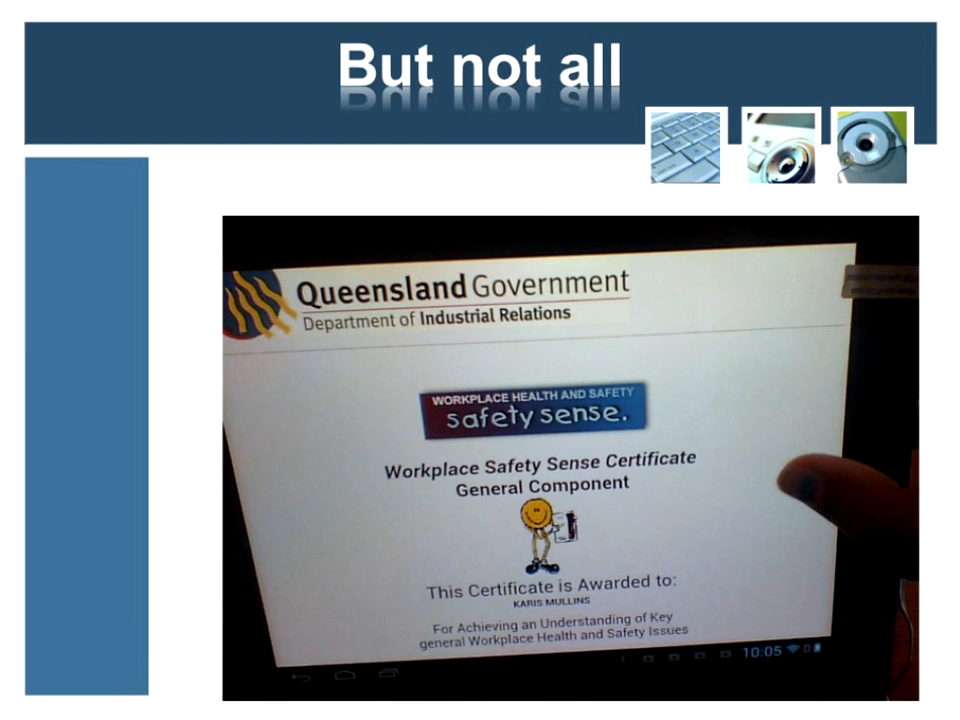 But not all
Queensland Government
Department of Industrial Relations
WORKPLACE HEALTH AND SAFETY
safety sense.
Workplace Safety Sense Certificate
General Component
This Certificate is Awarded to:
KARIS MULLINS
For Achieving an Understanding of Key
general Workplace Health and Safety Issues
10:05